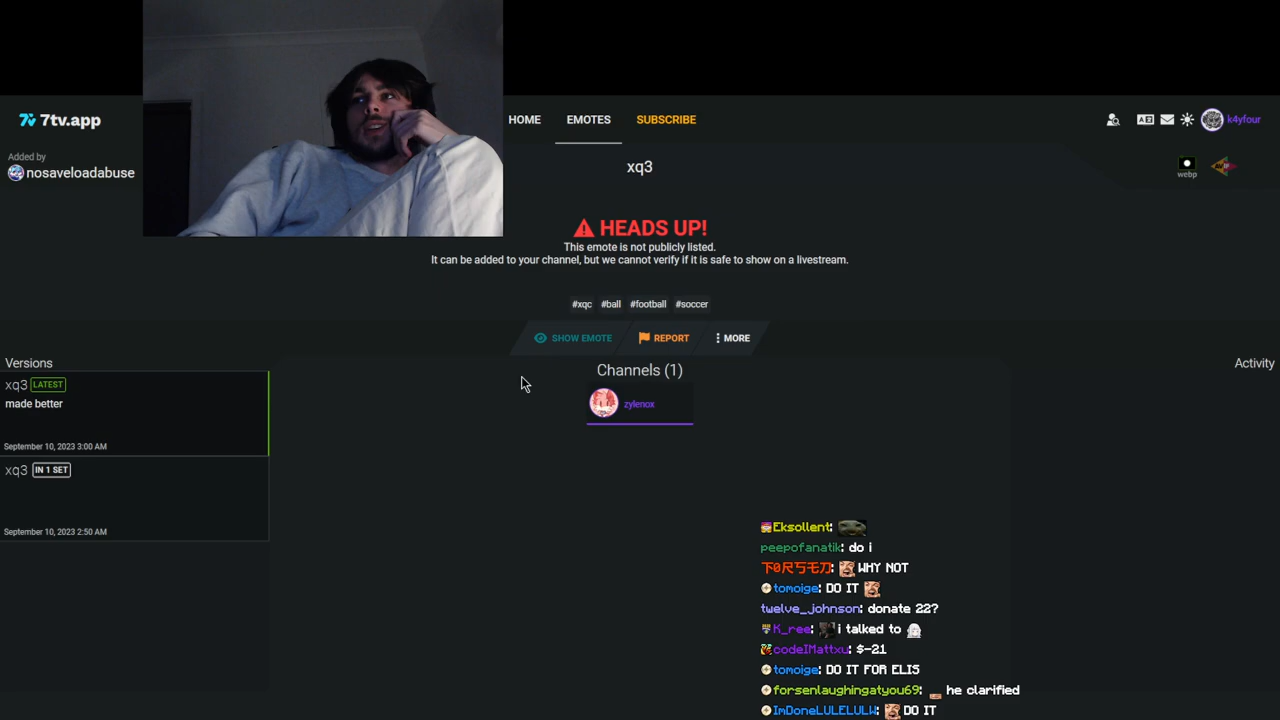 7tv.app
HOME
EMOTES
SUBSCRIBE
k4yfour
Added by
nosaveloadabuse
xq3
webp
HEADS UP!
This emote is not publicly listed.
It can be added to your channel, but we cannot verify if it is safe to show on a livestream.
#xqc #ball #football #soccer
SHOW EMOTE
REPORT
MORE
Versions
Channels (1)
Activity
xq3 LATEST
made better
September 10, 2023 3:00 AM
xq3 IN 1 SET
September 10, 2023 2:50 AM
zylenox
Eksollent:
peepofanatik: do i
WHY NOT
tomoige: DO IT
twelve_johnson: donate 22?
K_ree: i talked to
codeIMattxu: $-21
tomoige: DO IT FOR ELIS
forsenlaughingatyou69: he clarified
ImDoneLULELULW: DO IT